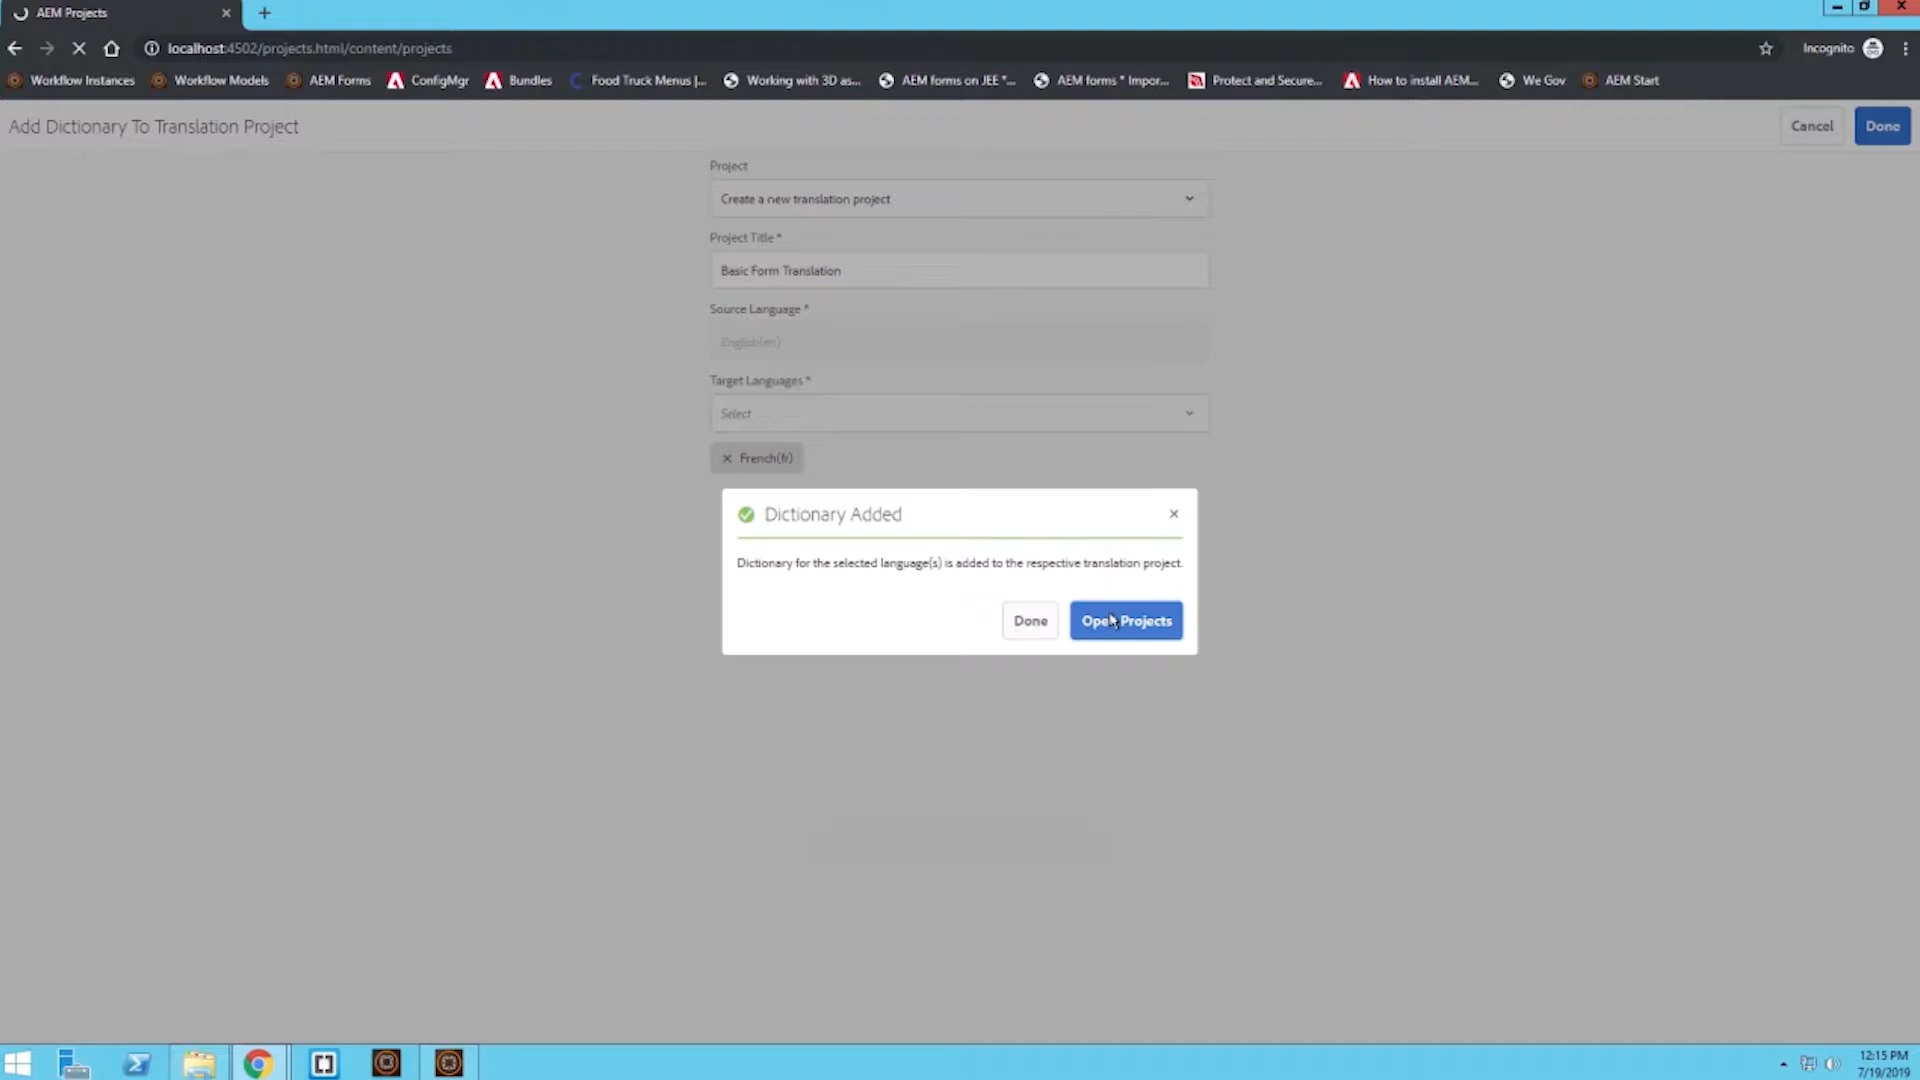 AEM Projects
localhost:4502/projects.html/content/projects
Incognito
Workflow Instances
Workflow Models
AEM Forms
ConfigMgr
Bundles
Food Truck Menus |...
Working with 3D as...
AEM forms on JEE "...
AEM forms * Impor...
Protect and Secure...
How to install AEM...
We Gov
AEM Start
Add Dictionary To Translation Project
Cancel
Done
Project
Create a new translation project
Project Title *
Basic Form Translation
Source Language *
English(en)
Target Languages *
Select
French(fr)
Dictionary Added
Dictionary for the selected language(s) is added to the respective translation project.
Done
Open Projects
12:15 PM
7/19/2019